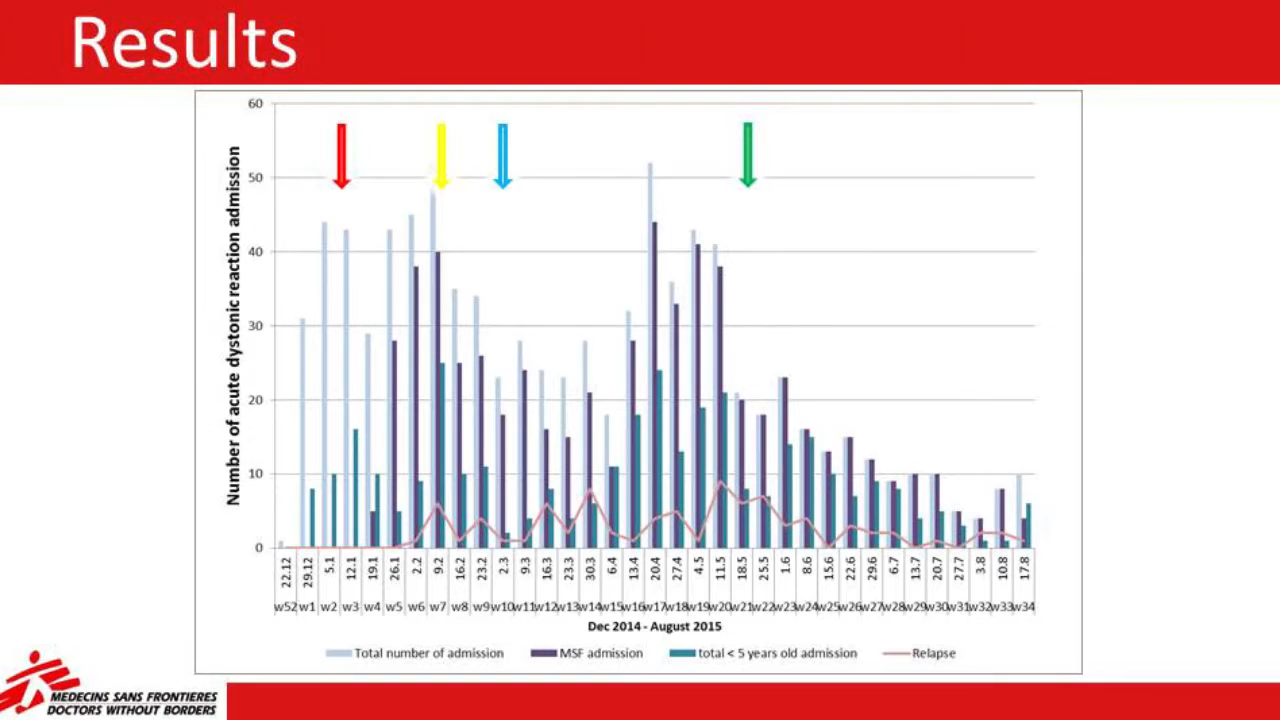 Results
Number of acute dystonic reaction admission
60
50
40
30
20
10
0
22.12 29.12 5.1 12.1 19.1 26.1 2.2 9.2 16.2 23.2 2.3 9.3 16.3 23.3 30.3 6.4 13.4 20.4 27.4 4.5 11.5 18.5 25.5 1.6 8.6 15.6 22.6 29.6 6.7 13.7 20.7 27.7 3.8 10.8 17.8
w52 w1 w2 w3 w4 w5 w6 w7 w8 w9 w10 w11 w12 w13 w14 w15 w16 w17 w18 w19 w20 w21 w22 w23 w24 w25 w26 w27 w28 w29 w30 w31 w32 w33 w34
Dec 2014 - August 2015
Total number of admission MSF admission total < 5 years old admission Relapse
MEDECINS SANS FRONTIERES
DOCTORS WITHOUT BORDERS